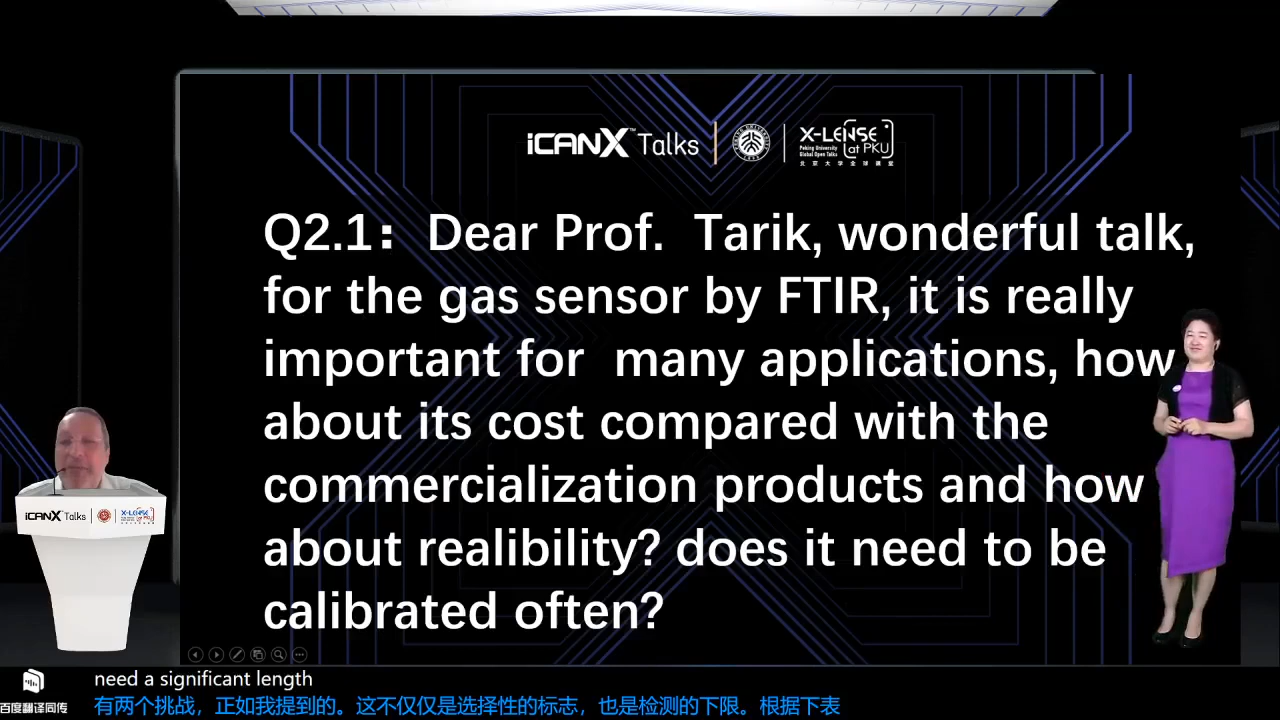 iCANX™ Talks
X-LENSE at PKU
Peking University
Global Open Talks
北京大学全球课堂
Q2.1： Dear Prof. Tarik, wonderful talk,
for the gas sensor by FTIR, it is really
important for many applications, how
about its cost compared with the
commercialization products and how
about realibility? does it need to be
calibrated often?
iCANX Talks
X-LENSE at PKU
need a significant length
有两个挑战，正如我提到的。这不仅仅是选择性的标志，也是检测的下限。根据下表
百度翻译同传